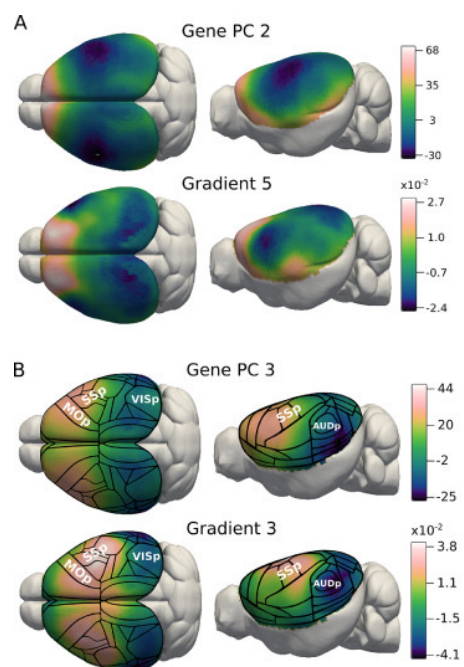 A
Gene PC 2
68
35
3
-30
Gradient 5
x10⁻²
2.7
1.0
-0.7
-2.4
B
Gene PC 3
MOp
SSp
VISp
SSp
AUDp
44
20
-2
-25
Gradient 3
x10⁻²
MOp
SSp
VISp
SSp
AUDp
3.8
1.1
-1.5
-4.1